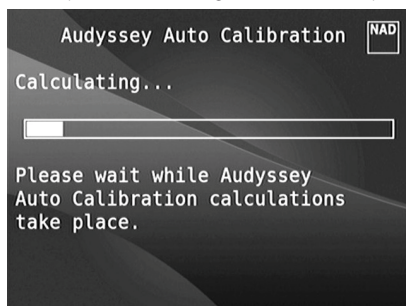 Audyssey Auto Calibration NAD
Calculating...
Please wait while Audyssey
Auto Calibration calculations
take place.